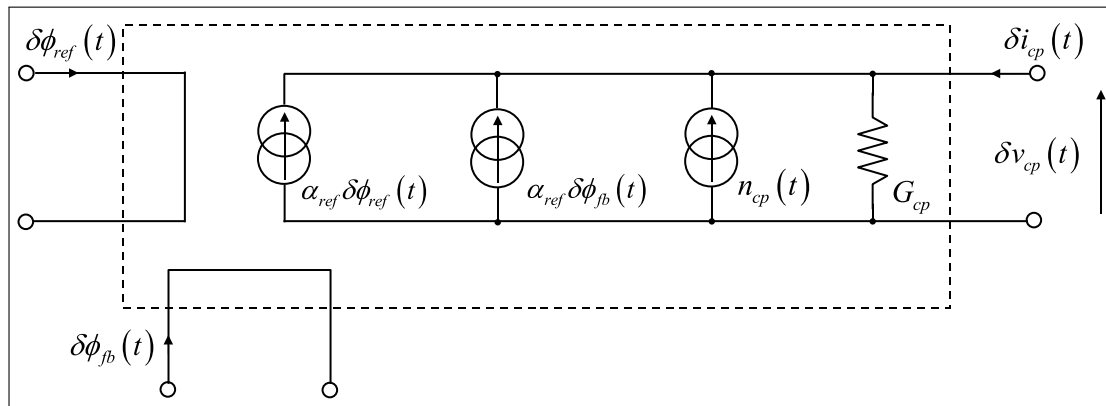 δϕ_ref(t)
δi_cp(t)
δv_cp(t)
α_ref δϕ_ref(t)
α_ref δϕ_fb(t)
n_cp(t)
G_cp
δϕ_fb(t)